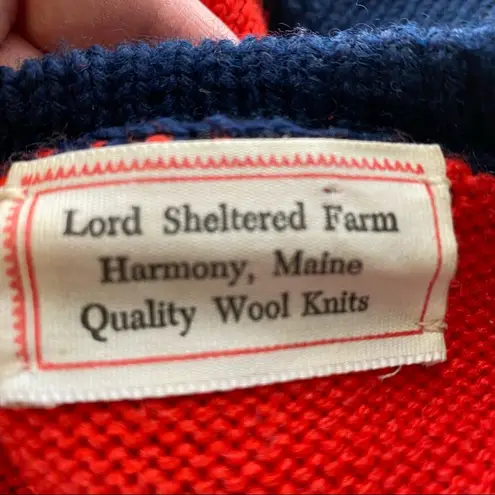 Lord Sheltered Farm
Harmony, Maine
Quality Wool Knits